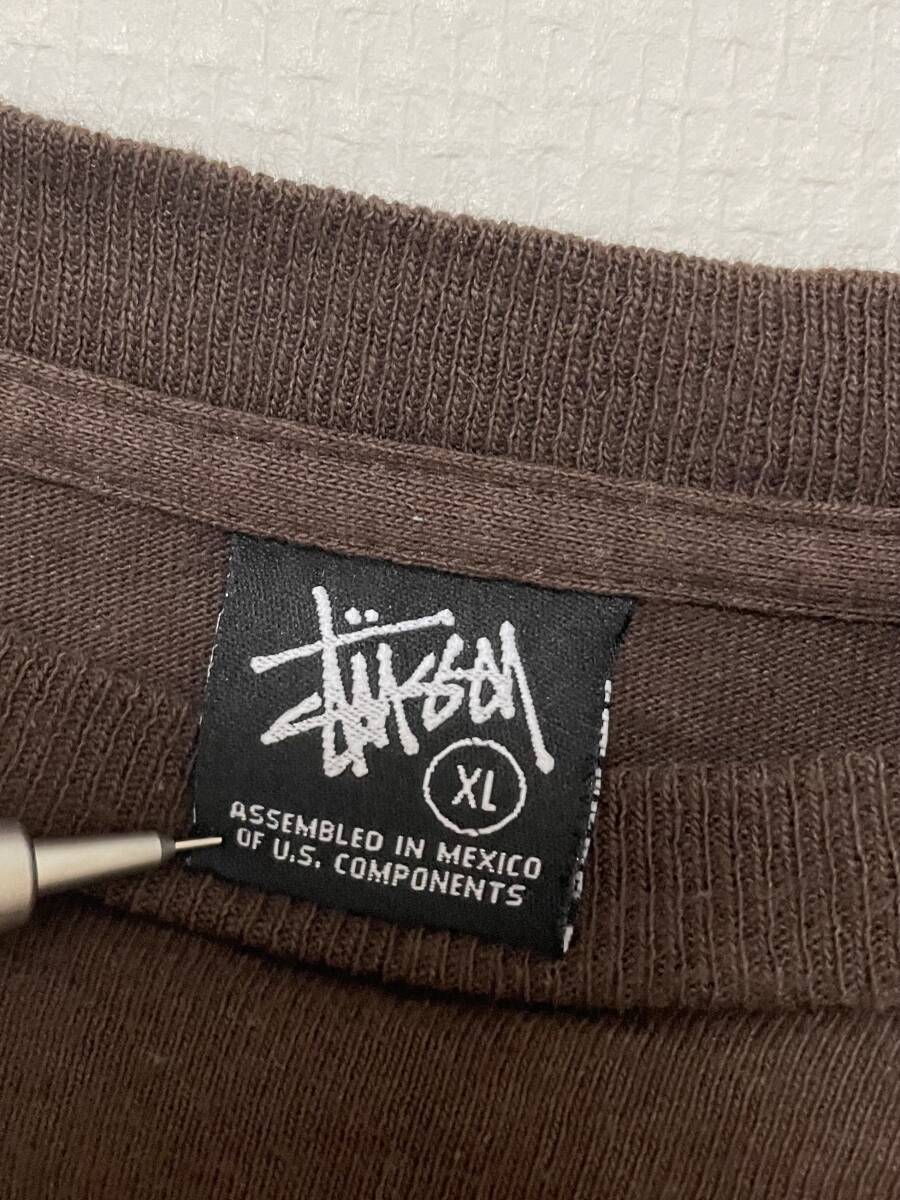 Stüssy
XL
ASSEMBLED IN MEXICO
OF U.S. COMPONENTS